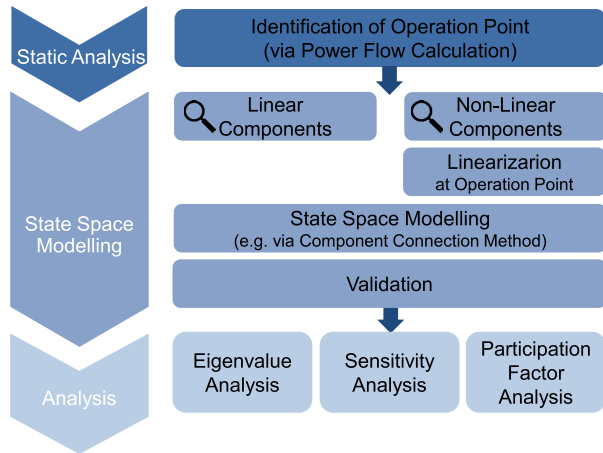 Static Analysis
Identification of Operation Point
(via Power Flow Calculation)
State Space
Modelling
Linear
Components
Non-Linear
Components
Linearizarion
at Operation Point
State Space Modelling
(e.g. via Component Connection Method)
Validation
Analysis
Eigenvalue
Analysis
Sensitivity
Analysis
Participation
Factor
Analysis